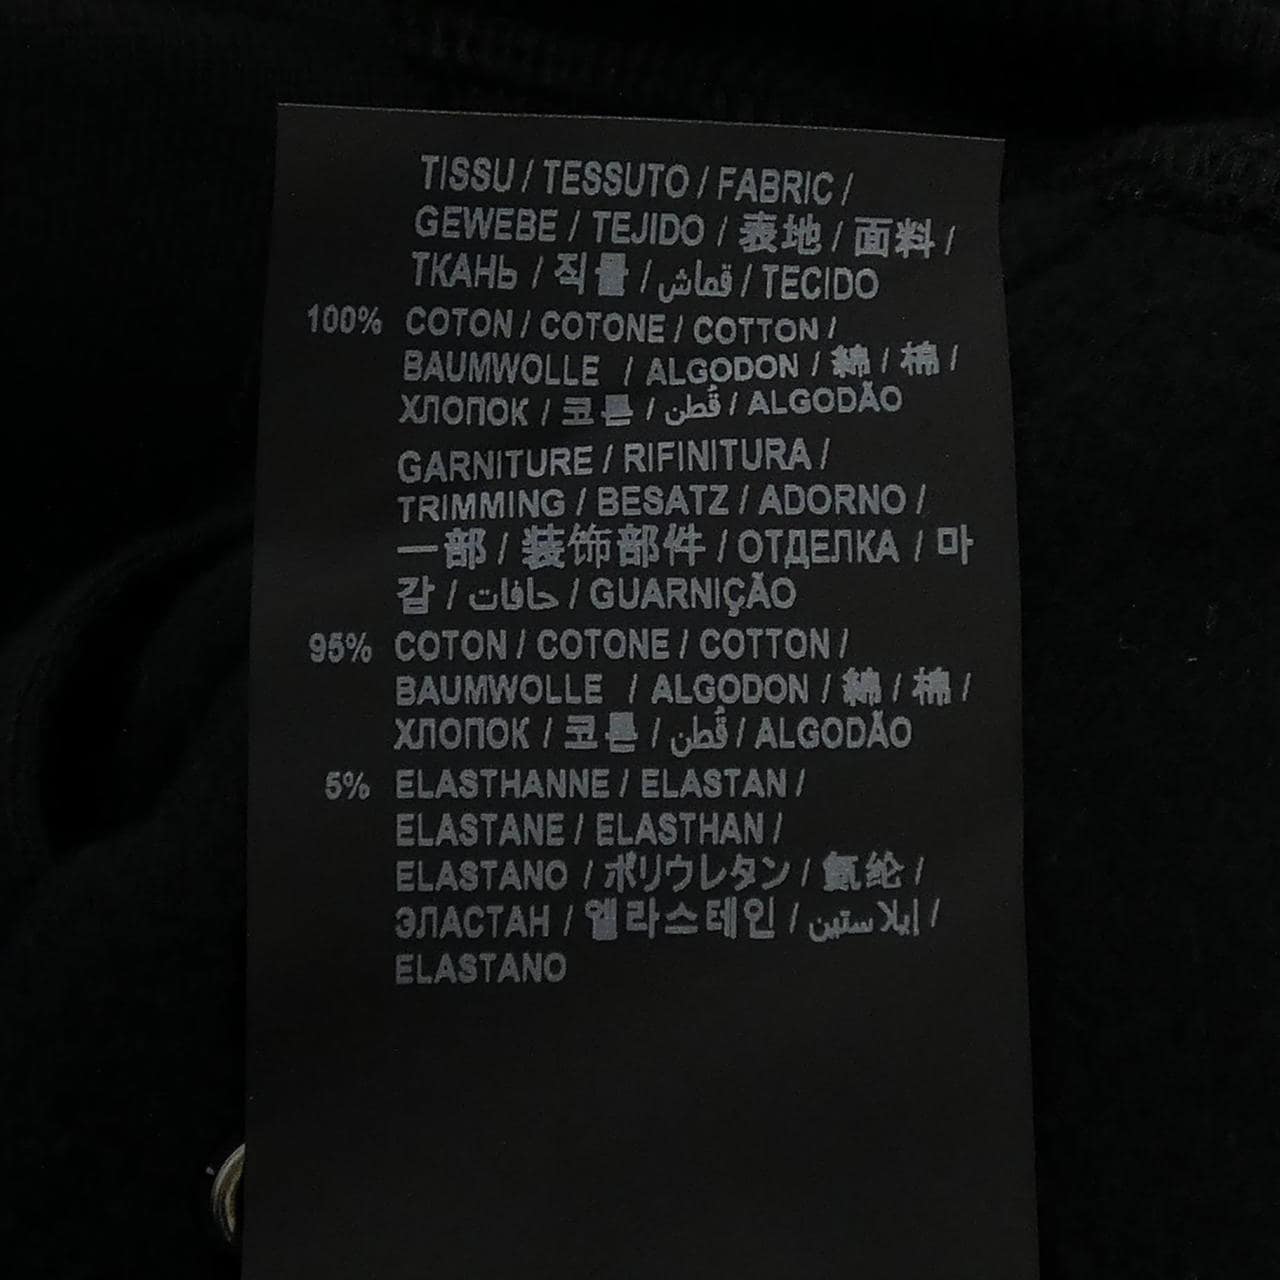 TISSU / TESSUTO / FABRIC /
GEWEBE / TEJIDO / 表地 / 面料 /
ТКАНЬ / 직물 / قماش / TECIDO
100% COTON / COTONE / COTTON /
BAUMWOLLE / ALGODON / 綿 / 棉 /
ХЛОПОК / 코튼 / قُطن / ALGODÃO
GARNITURE / RIFINITURA /
TRIMMING / BESATZ / ADORNO /
一部 / 装饰部件 / ОТДЕЛКА / 마
감 / حافات / GUARNIÇÃO
95% COTON / COTONE / COTTON /
BAUMWOLLE / ALGODON / 綿 / 棉 /
ХЛОПОК / 코튼 / قُطن / ALGODÃO
5% ELASTHANNE / ELASTAN /
ELASTANE / ELASTHAN /
ELASTANO / ポリウレタン / 氨纶 /
ЭЛАСТАН / 엘라스테인 / إيلاستين /
ELASTANO